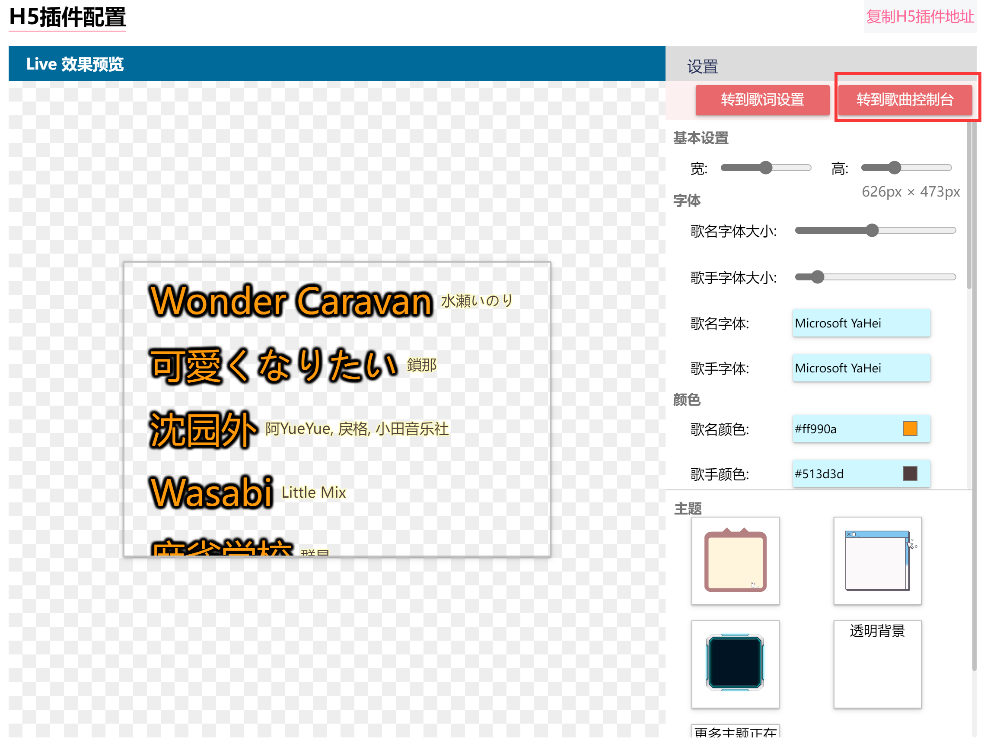 H5插件配置
复制H5插件地址
Live 效果预览
设置
转到歌词设置
转到歌曲控制台
基本设置
宽:
高:
626px × 473px
字体
歌名字体大小:
歌手字体大小:
歌名字体:
Microsoft YaHei
歌手字体:
Microsoft YaHei
颜色
歌名颜色:
#ff990a
歌手颜色:
#513d3d
Wonder Caravan 水瀬いのり
可愛くなりたい 鎖那
沈园外 阿YueYue, 戾格, 小田音乐社
Wasabi Little Mix
麻雀学校 群星
主题
透明背景
更多主题正在